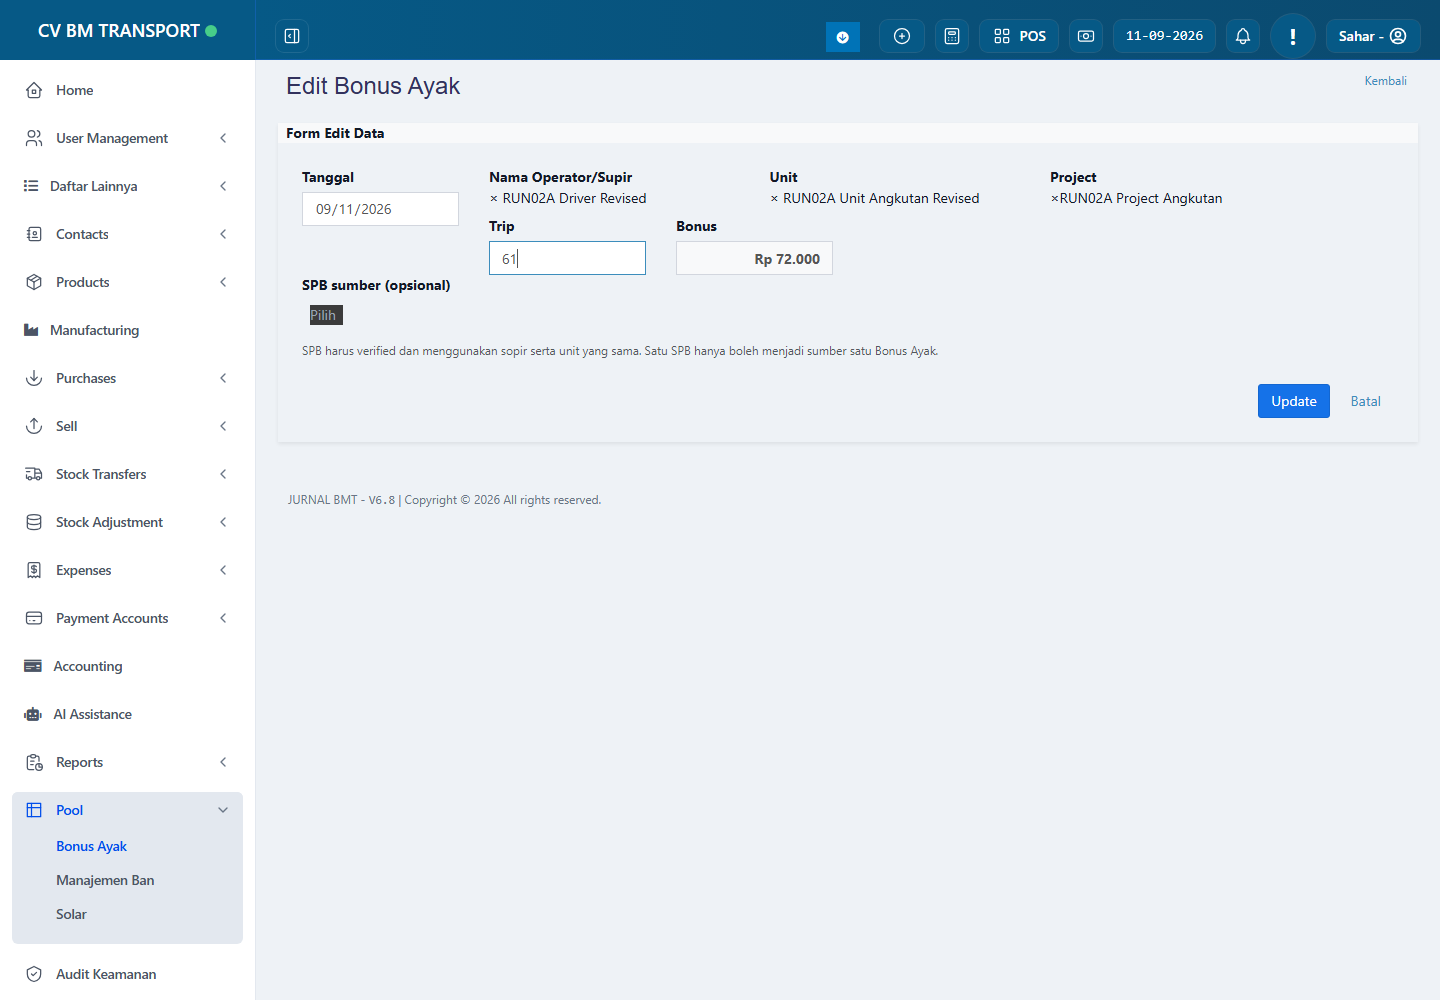 CV BM TRANSPORT
POS
11-09-2026
Sahar -
Home
User Management
Daftar Lainnya
Contacts
Products
Manufacturing
Purchases
Sell
Stock Transfers
Stock Adjustment
Expenses
Payment Accounts
Accounting
AI Assistance
Reports
Pool
Bonus Ayak
Manajemen Ban
Solar
Audit Keamanan
Edit Bonus Ayak
Kembali
Form Edit Data
Tanggal
09/11/2026
Nama Operator/Supir
× RUN02A Driver Revised
Unit
× RUN02A Unit Angkutan Revised
Project
×RUN02A Project Angkutan
Trip
61
Bonus
Rp 72.000
SPB sumber (opsional)
Pilih
SPB harus verified dan menggunakan sopir serta unit yang sama. Satu SPB hanya boleh menjadi sumber satu Bonus Ayak.
Update
Batal
JURNAL BMT - V6.8 | Copyright © 2026 All rights reserved.